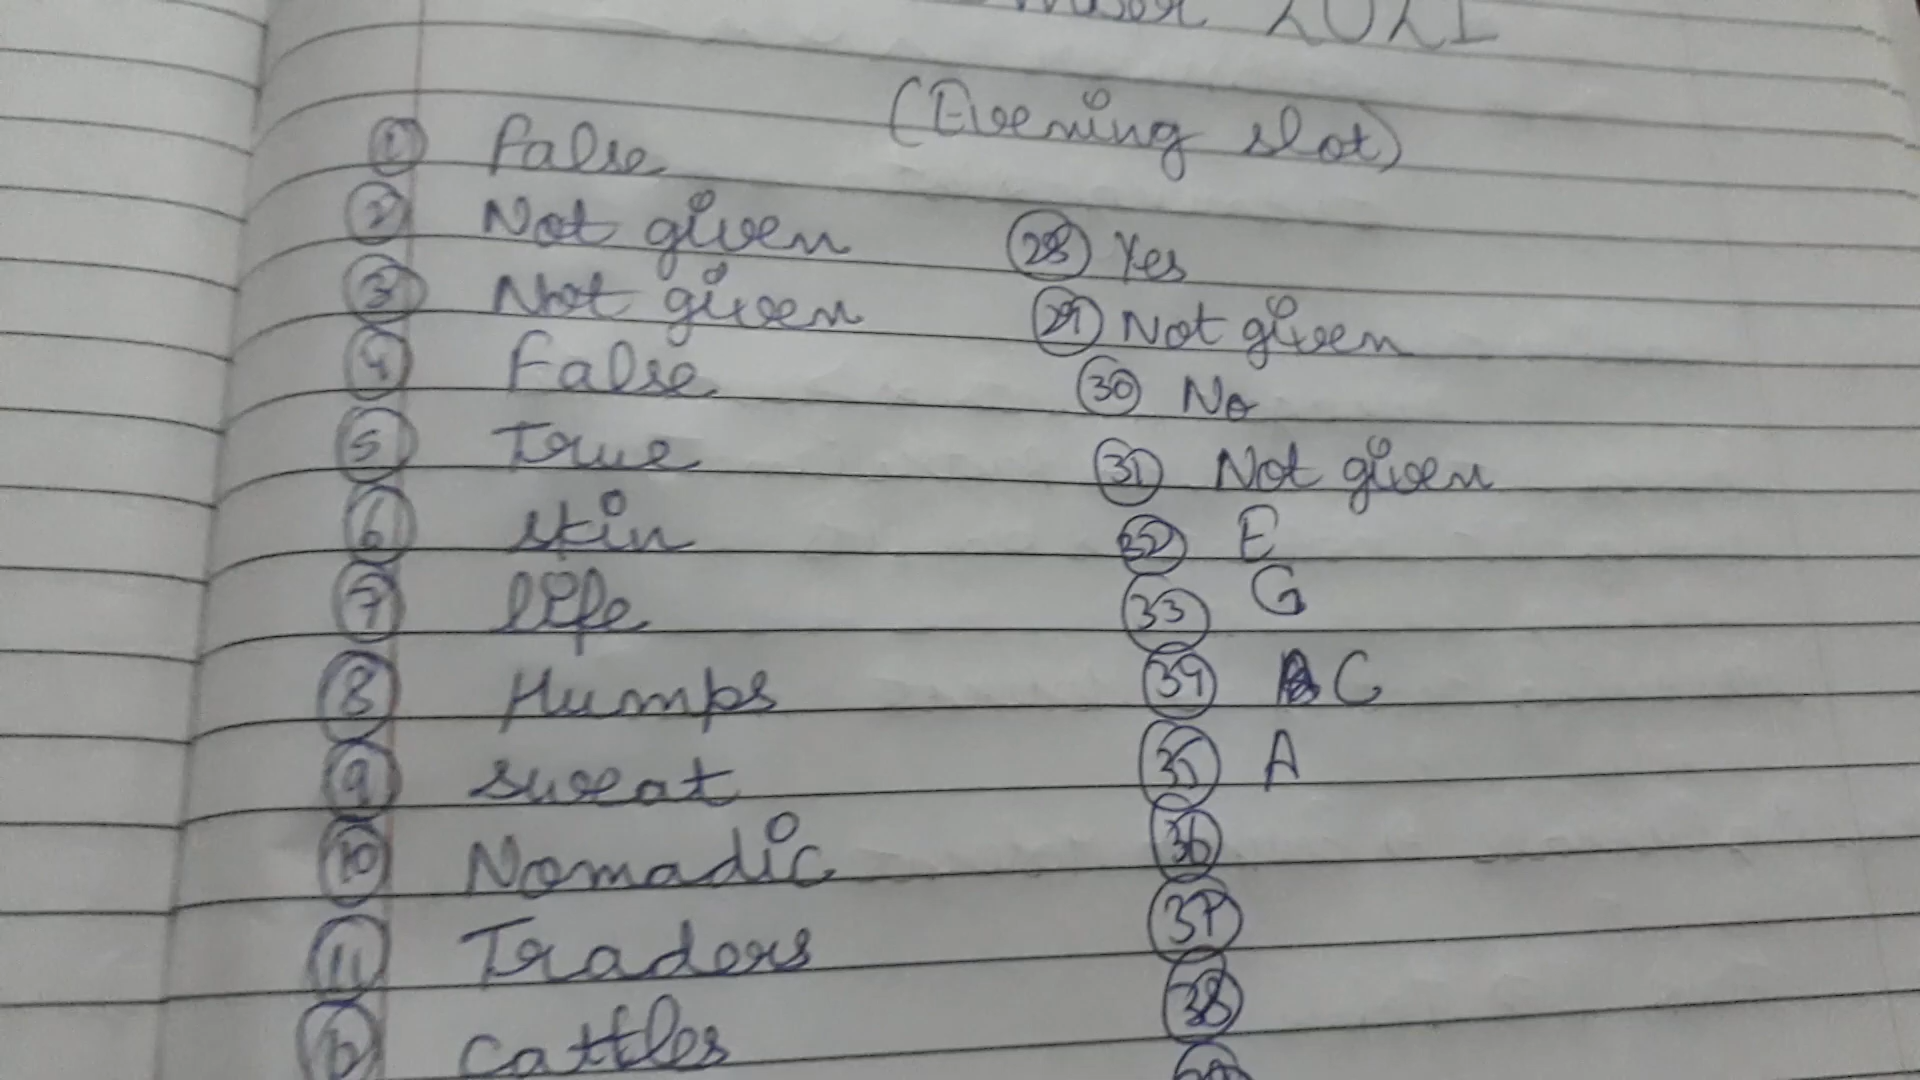 2021
(Evening slot)
① False
② Not given
③ Not given
④ False
⑤ True
⑥ skin
⑦ life
⑧ Humps
⑨ sweat
⑩ Nomadic
⑪ Traders
⑫ cattles
㉘ Yes
㉙ Not given
㉚ No
㉛ Not given
㉜ E
㉝ G
㉞ C
㉟ A
㊱
㊲
㊳